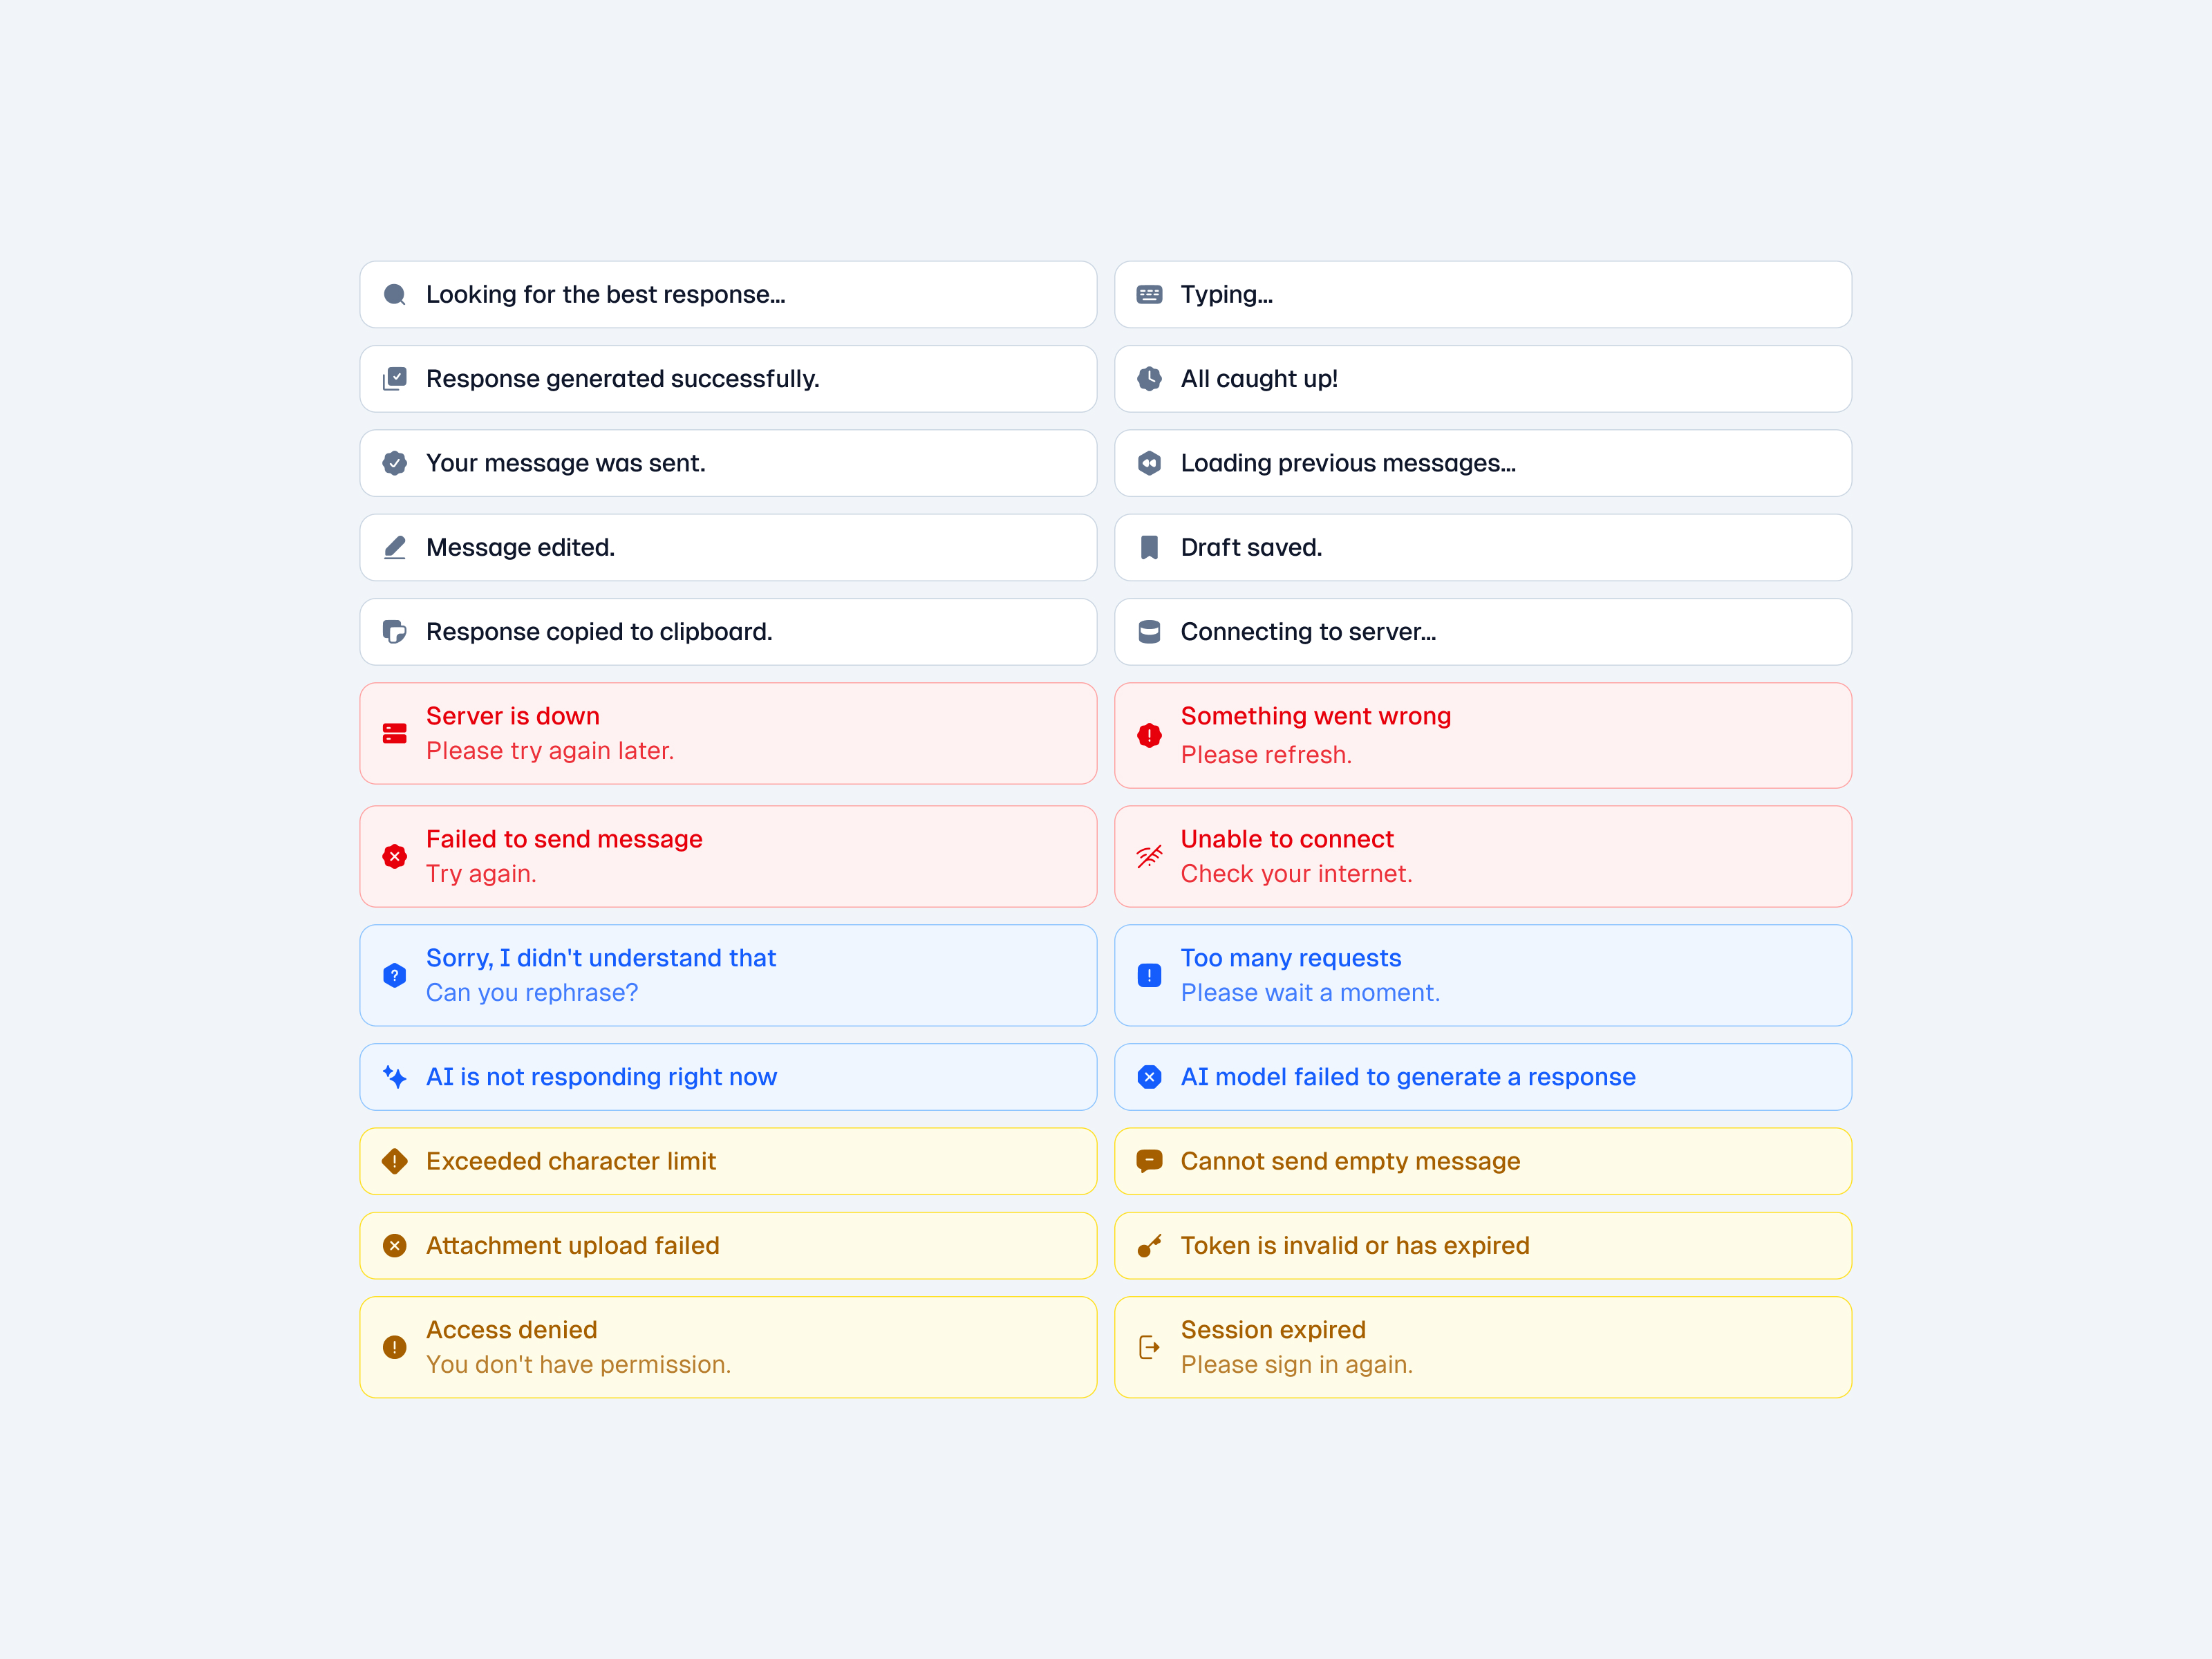 Looking for the best response...
Typing...
Response generated successfully.
All caught up!
Your message was sent.
Loading previous messages...
Message edited.
Draft saved.
Response copied to clipboard.
Connecting to server...
Server is down
Please try again later.
Something went wrong
Please refresh.
Failed to send message
Try again.
Unable to connect
Check your internet.
Sorry, I didn't understand that
Can you rephrase?
Too many requests
Please wait a moment.
AI is not responding right now
AI model failed to generate a response
Exceeded character limit
Cannot send empty message
Attachment upload failed
Token is invalid or has expired
Access denied
You don't have permission.
Session expired
Please sign in again.